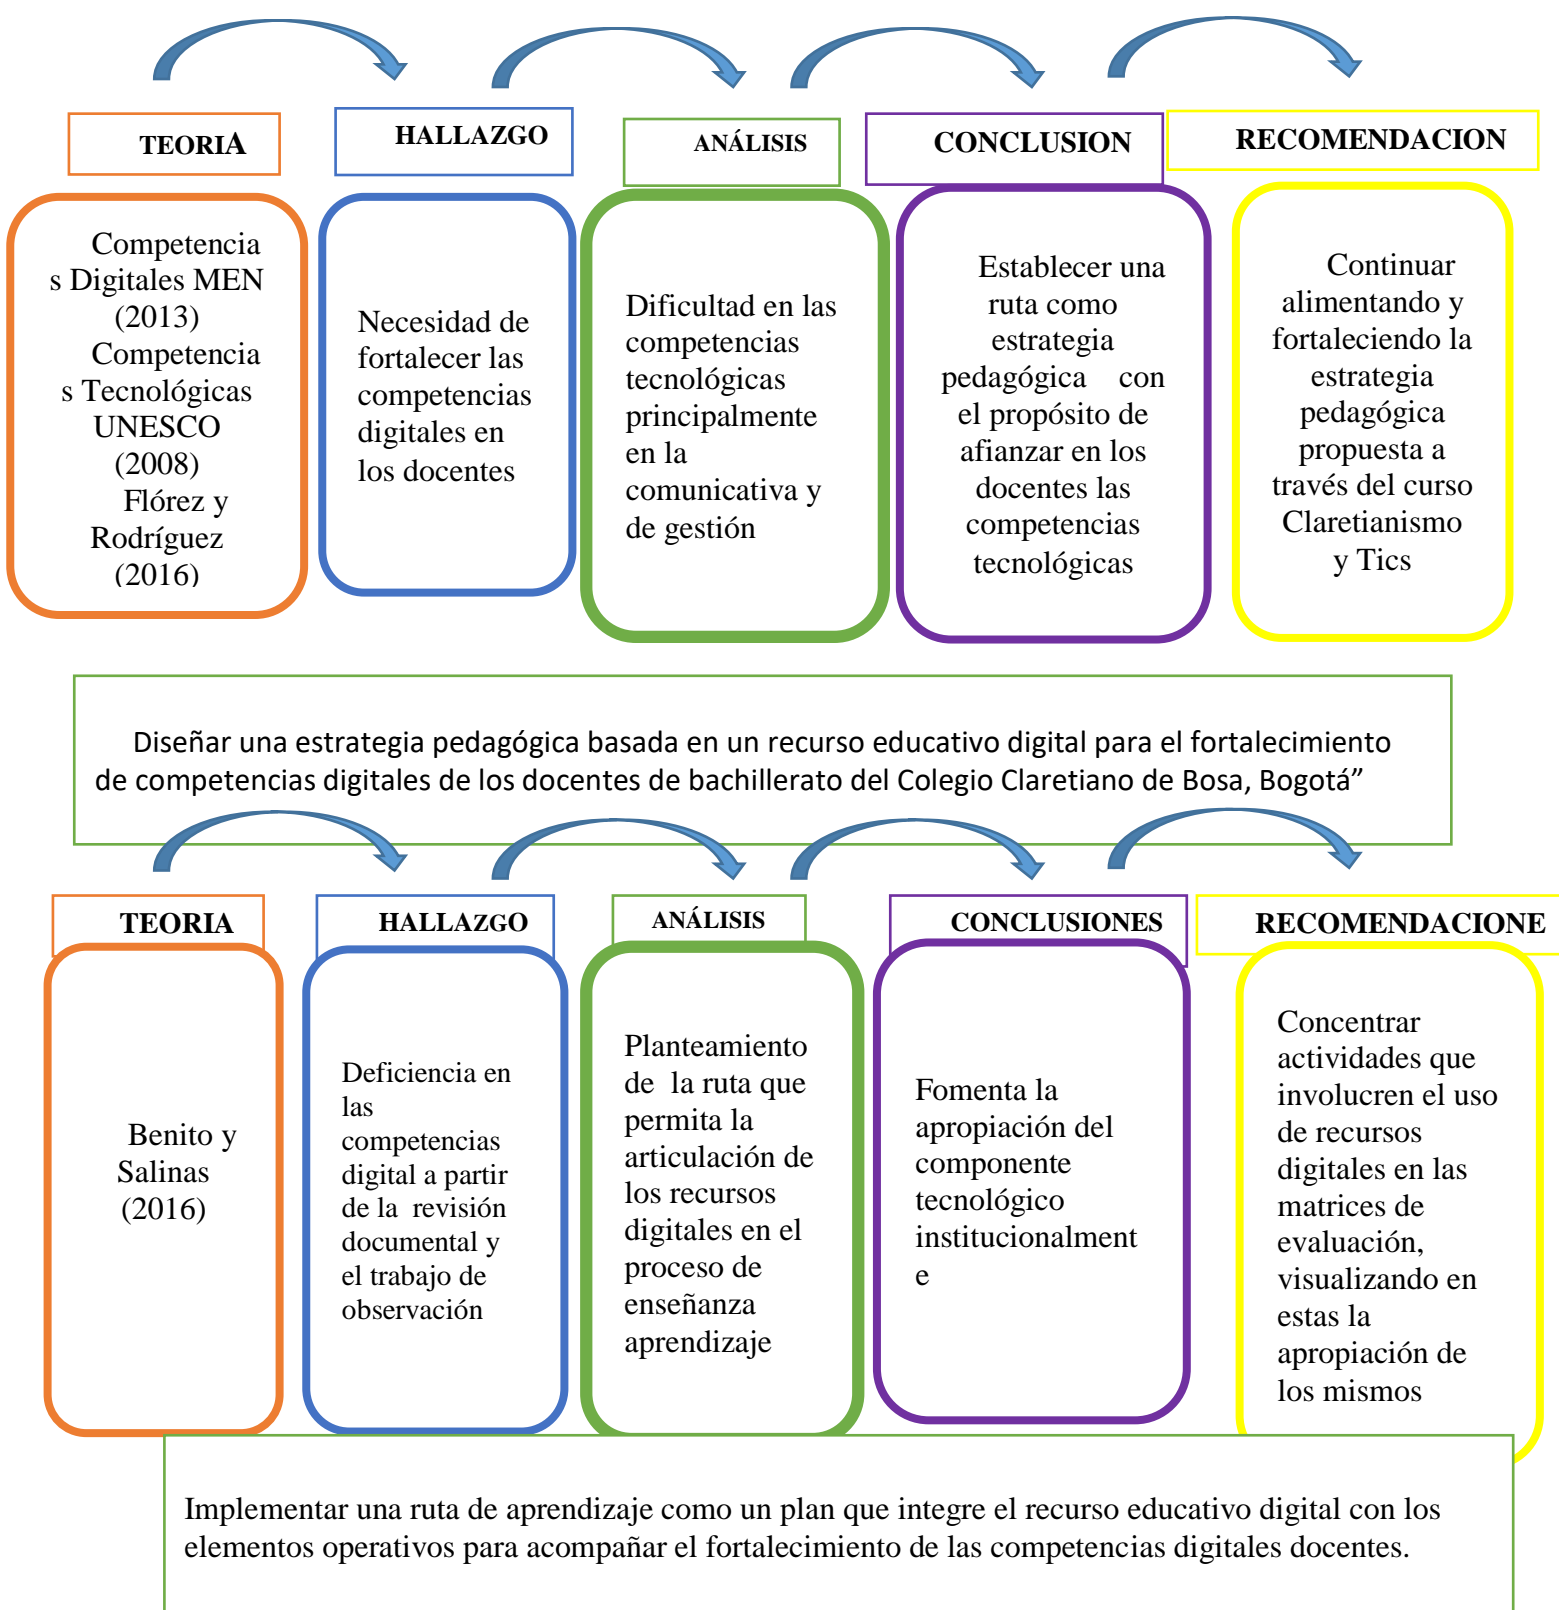 TEORIA
HALLAZGO
ANÁLISIS
CONCLUSION
RECOMENDACION
Competencia
s Digitales MEN
(2013)
Competencia
s Tecnológicas
UNESCO
(2008)
Flórez y
Rodríguez
(2016)
Necesidad de
fortalecer las
competencias
digitales en
los docentes
Dificultad en las
competencias
tecnológicas
principalmente
en la
comunicativa y
de gestión
Establecer una
ruta como
estrategia
pedagógica con
el propósito de
afianzar en los
docentes las
competencias
tecnológicas
Continuar
alimentando y
fortaleciendo la
estrategia
pedagógica
propuesta a
través del curso
Claretianismo
y Tics
Diseñar una estrategia pedagógica basada en un recurso educativo digital para el fortalecimiento
de competencias digitales de los docentes de bachillerato del Colegio Claretiano de Bosa, Bogotá”
TEORIA
HALLAZGO
ANÁLISIS
CONCLUSIONES
RECOMENDACIONE
Benito y
Salinas
(2016)
Deficiencia en
las
competencias
digital a partir
de la revisión
documental y
el trabajo de
observación
Planteamiento
de la ruta que
permita la
articulación de
los recursos
digitales en el
proceso de
enseñanza
aprendizaje
Fomenta la
apropiación del
componente
tecnológico
institucionalment
e
Concentrar
actividades que
involucren el uso
de recursos
digitales en las
matrices de
evaluación,
visualizando en
estas la
apropiación de
los mismos
Implementar una ruta de aprendizaje como un plan que integre el recurso educativo digital con los
elementos operativos para acompañar el fortalecimiento de las competencias digitales docentes.